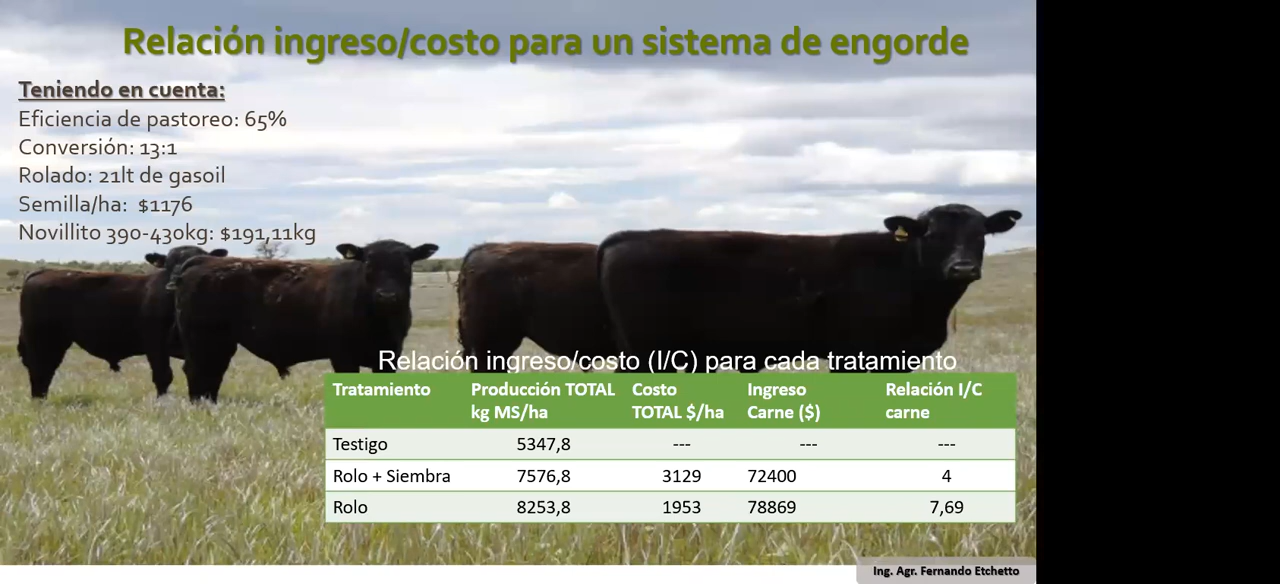 Relación ingreso/costo para un sistema de engorde
Teniendo en cuenta:
Eficiencia de pastoreo: 65%
Conversión: 13:1
Rolado: 21lt de gasoil
Semilla/ha:  $1176
Novillito 390-430kg: $191,11kg
Relación ingreso/costo (I/C) para cada tratamiento
Tratamiento Producción TOTAL kg MS/ha Costo TOTAL $/ha Ingreso Carne ($) Relación I/C carne
Testigo 5347,8 --- --- ---
Rolo + Siembra 7576,8 3129 72400 4
Rolo 8253,8 1953 78869 7,69
Ing. Agr. Fernando Etchetto